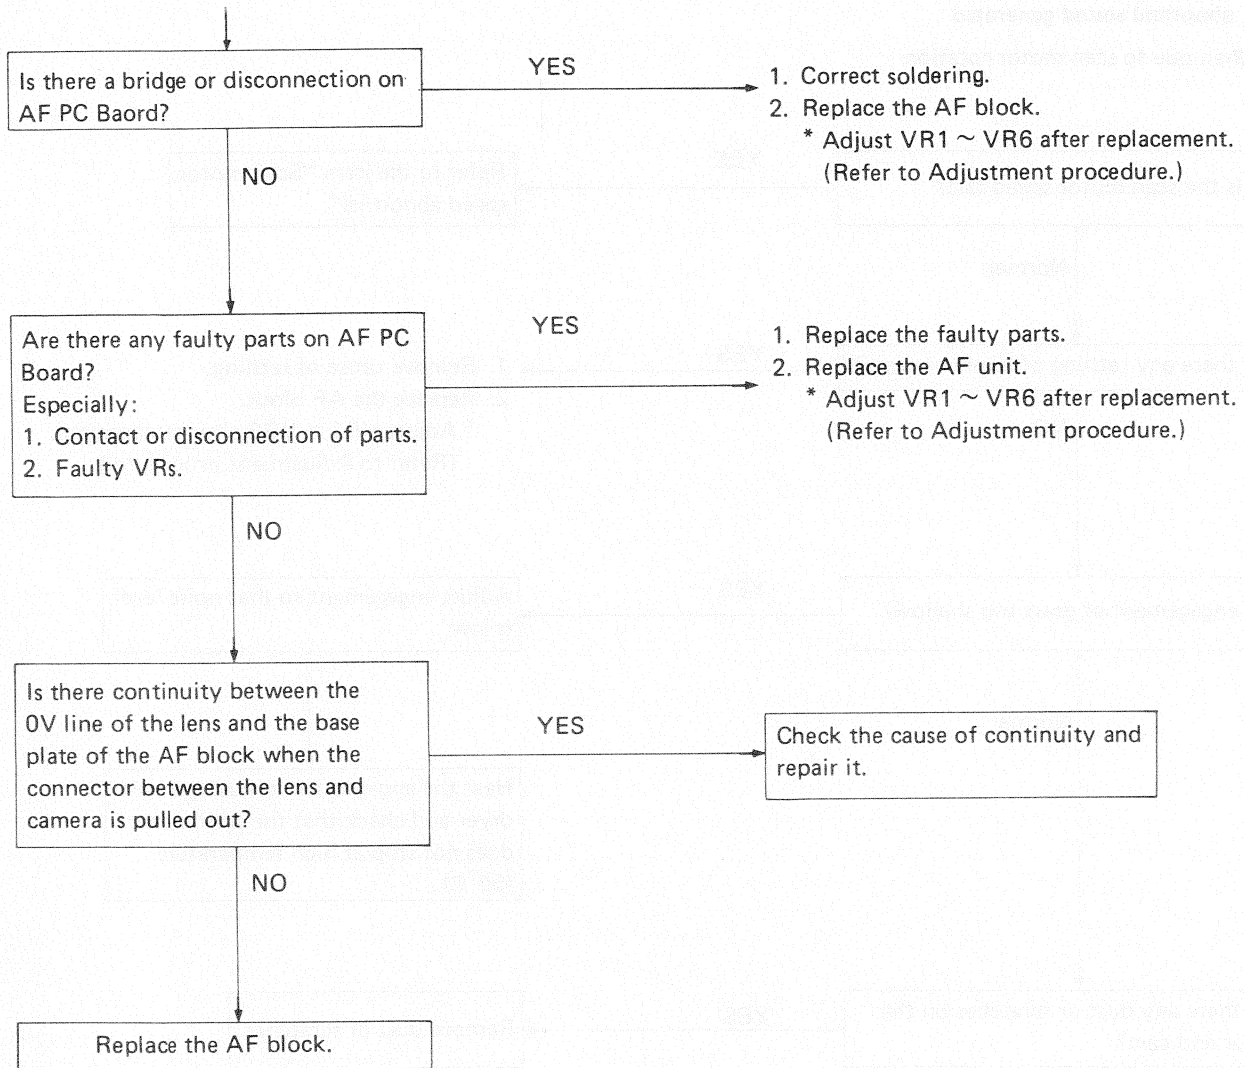 Is there a bridge or disconnection on
AF PC Baord?
YES
1. Correct soldering.
2. Replace the AF block.
* Adjust VR1 ~ VR6 after replacement.
(Refer to Adjustment procedure.)
NO
Are there any faulty parts on AF PC
Board?
Especially:
1. Contact or disconnection of parts.
2. Faulty VRs.
YES
1. Replace the faulty parts.
2. Replace the AF unit.
* Adjust VR1 ~ VR6 after replacement.
(Refer to Adjustment procedure.)
NO
Is there continuity between the
0V line of the lens and the base
plate of the AF block when the
connector between the lens and
camera is pulled out?
YES
Check the cause of continuity and
repair it.
NO
Replace the AF block.